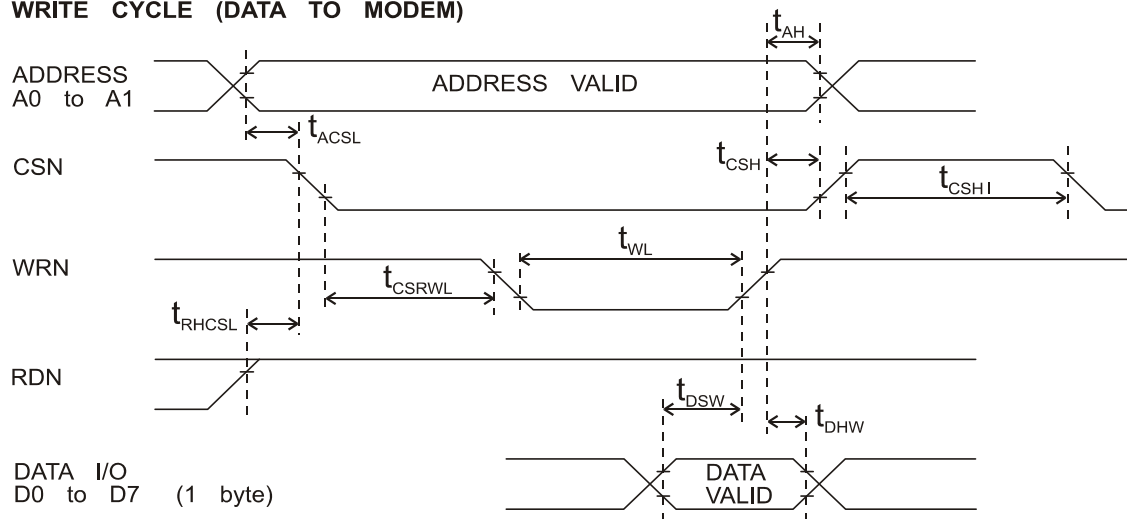 WRITE CYCLE (DATA TO MODEM)
tAH
ADDRESS
A0 to A1
ADDRESS VALID
tACSL
CSN
tCSH
tCSHI
WRN
tWL
tCSRWL
tRHCSL
RDN
tDSW
tDHW
DATA I/O
D0 to D7 (1 byte)
DATA
VALID